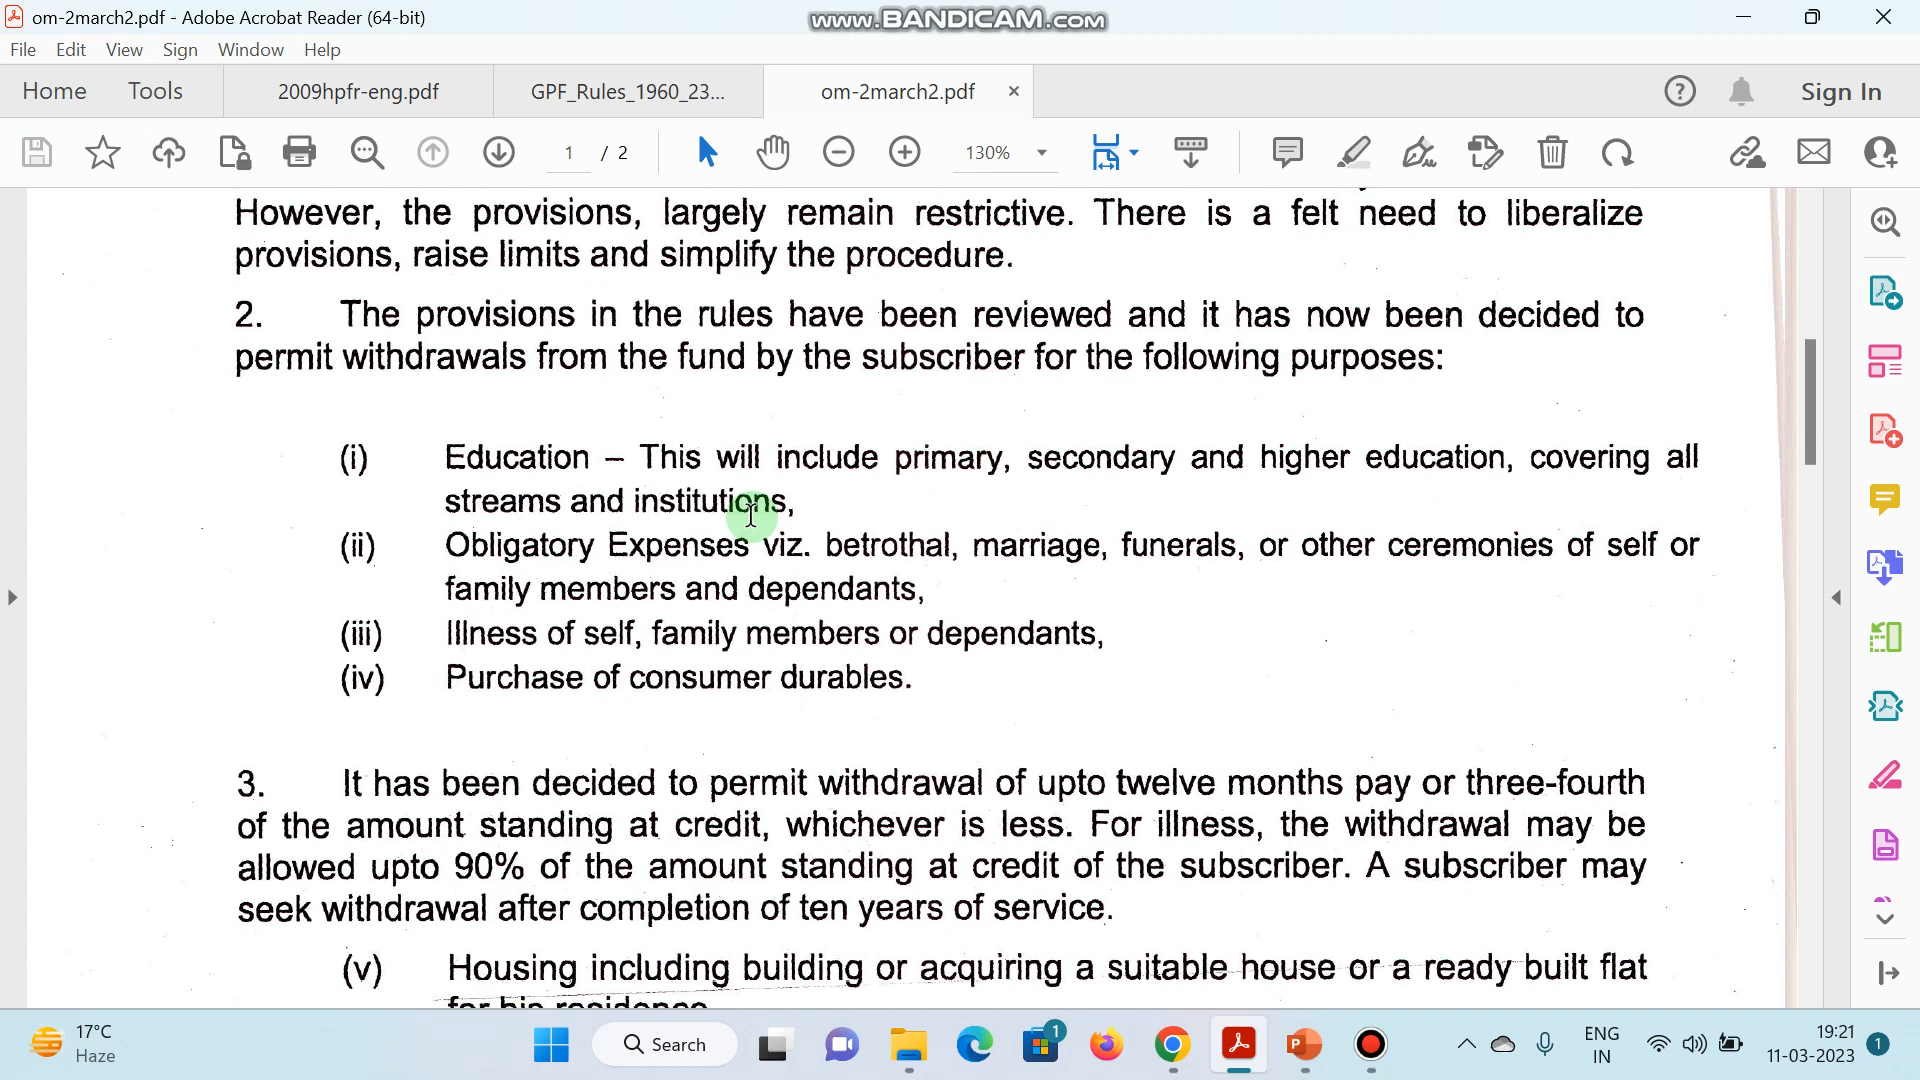 om-2march2.pdf - Adobe Acrobat Reader (64-bit)
www.BANDICAM.com
File Edit View Sign Window Help
Home Tools 2009hpfr-eng.pdf GPF_Rules_1960_23... om-2march2.pdf × Sign In
1 / 2 130%
However, the provisions, largely remain restrictive. There is a felt need to liberalize
provisions, raise limits and simplify the procedure.
2. The provisions in the rules have been reviewed and it has now been decided to
permit withdrawals from the fund by the subscriber for the following purposes:
(i) Education – This will include primary, secondary and higher education, covering all
streams and institutions,
(ii) Obligatory Expenses viz. betrothal, marriage, funerals, or other ceremonies of self or
family members and dependants,
(iii) Illness of self, family members or dependants,
(iv) Purchase of consumer durables.
3. It has been decided to permit withdrawal of upto twelve months pay or three-fourth
of the amount standing at credit, whichever is less. For illness, the withdrawal may be
allowed upto 90% of the amount standing at credit of the subscriber. A subscriber may
seek withdrawal after completion of ten years of service.
(v) Housing including building or acquiring a suitable house or a ready built flat
for his residence
17°C
Haze
Search
1
ENG
IN
19:21
11-03-2023
1